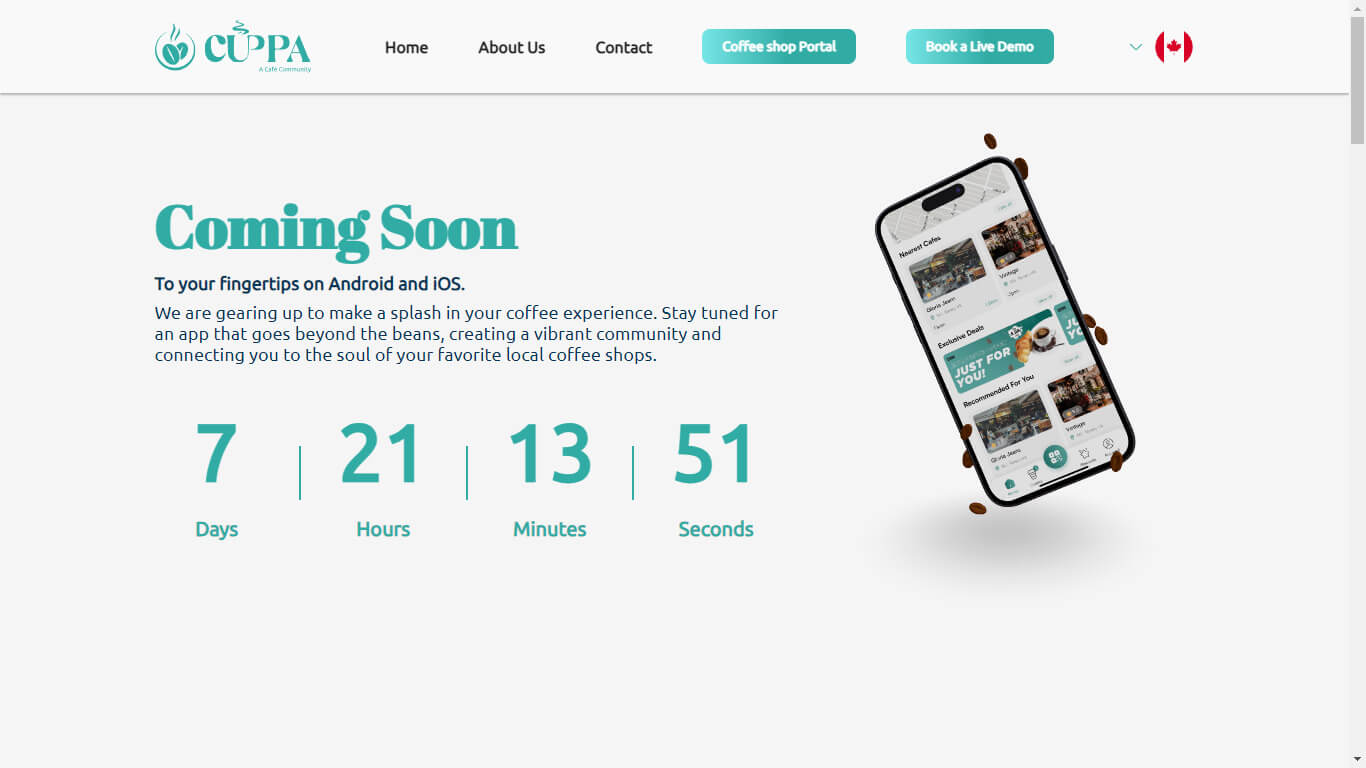 CUPPA
A Café Community
Home
About Us
Contact
Coffee shop Portal
Book a Live Demo
Coming Soon
To your fingertips on Android and iOS.
We are gearing up to make a splash in your coffee experience. Stay tuned for
an app that goes beyond the beans, creating a vibrant community and
connecting you to the soul of your favorite local coffee shops.
7
21
13
51
Days
Hours
Minutes
Seconds
Nearest Cafes
Vintage
Gloria Jeans
Open
Exclusive Deals
JUST FOR
YOU!
Recommended For You
Vintage
Gloria Jeans